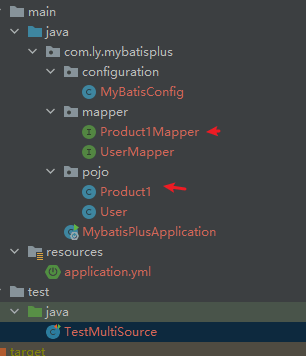 main
java
com.ly.mybatisplus
configuration
MyBatisConfig
mapper
Product1Mapper
UserMapper
pojo
Product1
User
MybatisPlusApplication
resources
application.yml
test
java
TestMultiSource
target